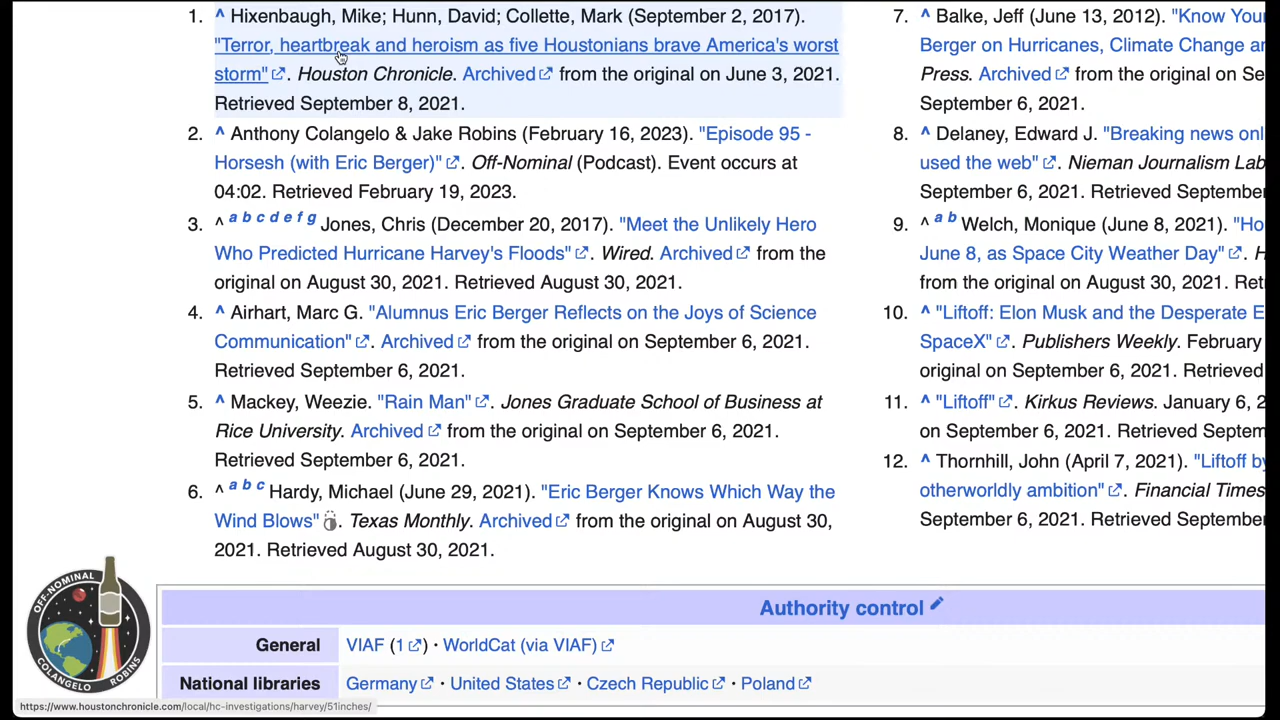 1. ^ Hixenbaugh, Mike; Hunn, David; Collette, Mark (September 2, 2017).
"Terror, heartbreak and heroism as five Houstonians brave America's worst
storm". Houston Chronicle. Archived from the original on June 3, 2021.
Retrieved September 8, 2021.
2. ^ Anthony Colangelo & Jake Robins (February 16, 2023). "Episode 95 -
Horsesh (with Eric Berger)". Off-Nominal (Podcast). Event occurs at
04:02. Retrieved February 19, 2023.
3. ^ a b c d e f g Jones, Chris (December 20, 2017). "Meet the Unlikely Hero
Who Predicted Hurricane Harvey's Floods". Wired. Archived from the
original on August 30, 2021. Retrieved August 30, 2021.
4. ^ Airhart, Marc G. "Alumnus Eric Berger Reflects on the Joys of Science
Communication". Archived from the original on September 6, 2021.
Retrieved September 6, 2021.
5. ^ Mackey, Weezie. "Rain Man". Jones Graduate School of Business at
Rice University. Archived from the original on September 6, 2021.
Retrieved September 6, 2021.
6. ^ a b c Hardy, Michael (June 29, 2021). "Eric Berger Knows Which Way the
Wind Blows". Texas Monthly. Archived from the original on August 30,
2021. Retrieved August 30, 2021.
7. ^ Balke, Jeff (June 13, 2012). "Know You
Berger on Hurricanes, Climate Change a
Press. Archived from the original on Se
September 6, 2021.
8. ^ Delaney, Edward J. "Breaking news onl
used the web". Nieman Journalism Lab
September 6, 2021. Retrieved September
9. ^ a b Welch, Monique (June 8, 2021). "Ho
June 8, as Space City Weather Day". H
from the original on August 30, 2021. Ret
10. ^ "Liftoff: Elon Musk and the Desperate E
SpaceX". Publishers Weekly. February
original on September 6, 2021. Retrieved
11. ^ "Liftoff". Kirkus Reviews. January 6, 2
on September 6, 2021. Retrieved Septem
12. ^ Thornhill, John (April 7, 2021). "Liftoff by
otherworldly ambition". Financial Times
September 6, 2021. Retrieved September
Authority control
General VIAF (1) · WorldCat (via VIAF)
National libraries Germany · United States · Czech Republic · Poland
OFF-NOMINAL
COLANGELO ROBINS
https://www.houstonchronicle.com/local/hc-investigations/harvey/51inches/